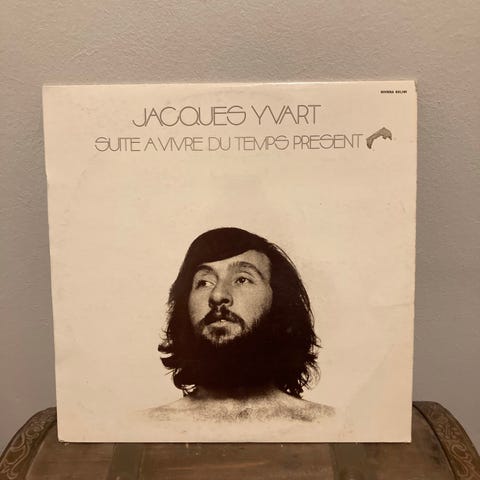 JACQUES YVART
SUITE A VIVRE DU TEMPS PRESENT